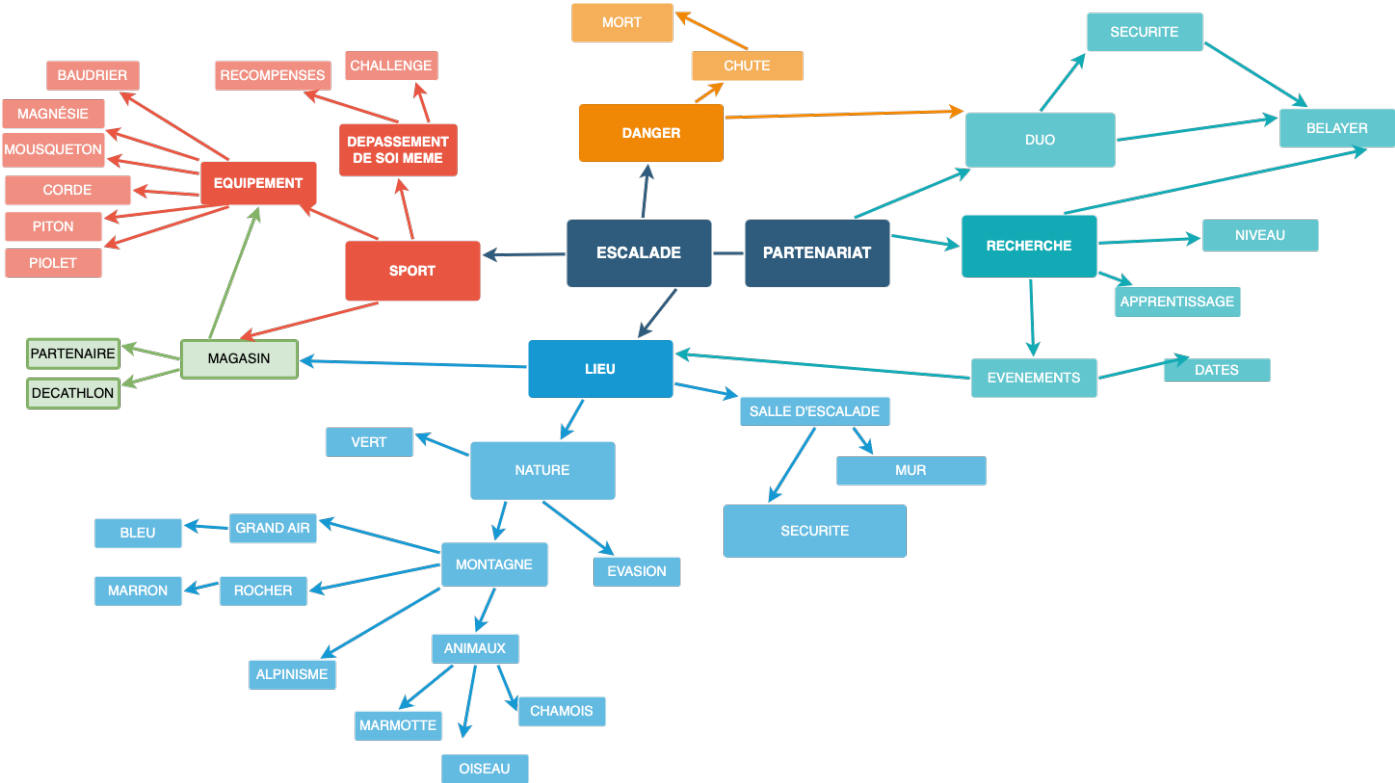 MORT
SECURITE
CHUTE
CHALLENGE
RECOMPENSES
BAUDRIER
MAGNÉSIE
MOUSQUETON
CORDE
PITON
PIOLET
EQUIPEMENT
DEPASSEMENT
DE SOI MEME
DANGER
DUO
BELAYER
SPORT
ESCALADE
PARTENARIAT
RECHERCHE
NIVEAU
APPRENTISSAGE
PARTENAIRE
DECATHLON
MAGASIN
LIEU
EVENEMENTS
DATES
SALLE D'ESCALADE
VERT
NATURE
MUR
SECURITE
BLEU
GRAND AIR
MONTAGNE
EVASION
MARRON
ROCHER
ALPINISME
ANIMAUX
MARMOTTE
CHAMOIS
OISEAU